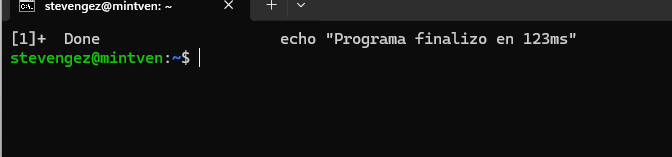 stevengez@mintven: ~
[1]+  Done                    echo "Programa finalizo en 123ms"
stevengez@mintven:~$